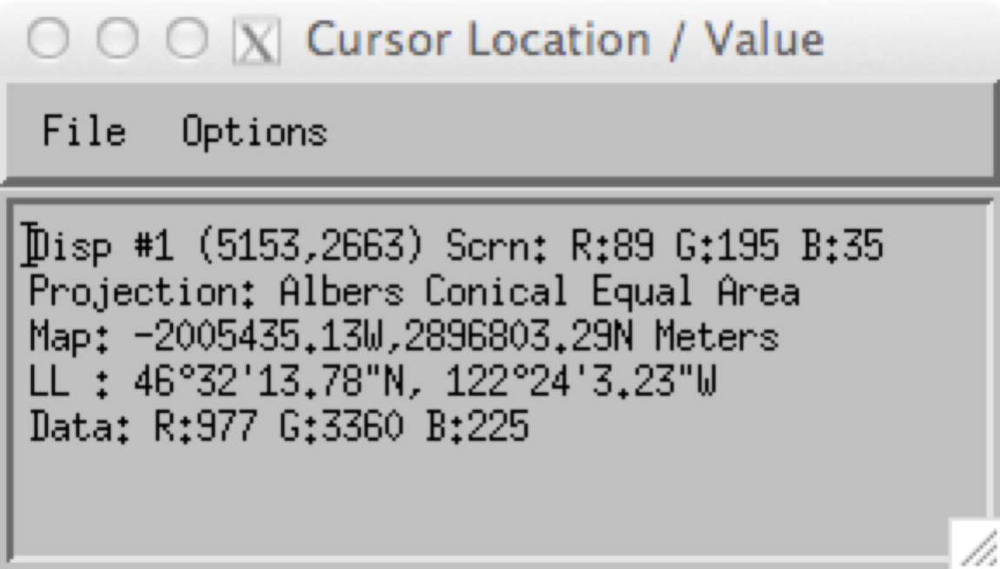 X Cursor Location / Value
File Options
Disp #1 (5153,2663) Scrn: R:89 G:195 B:35
Projection: Albers Conical Equal Area
Map: -2005435.13W,2896803.29N Meters
LL : 46°32'13.78"N, 122°24'3.23"W
Data: R:977 G:3360 B:225